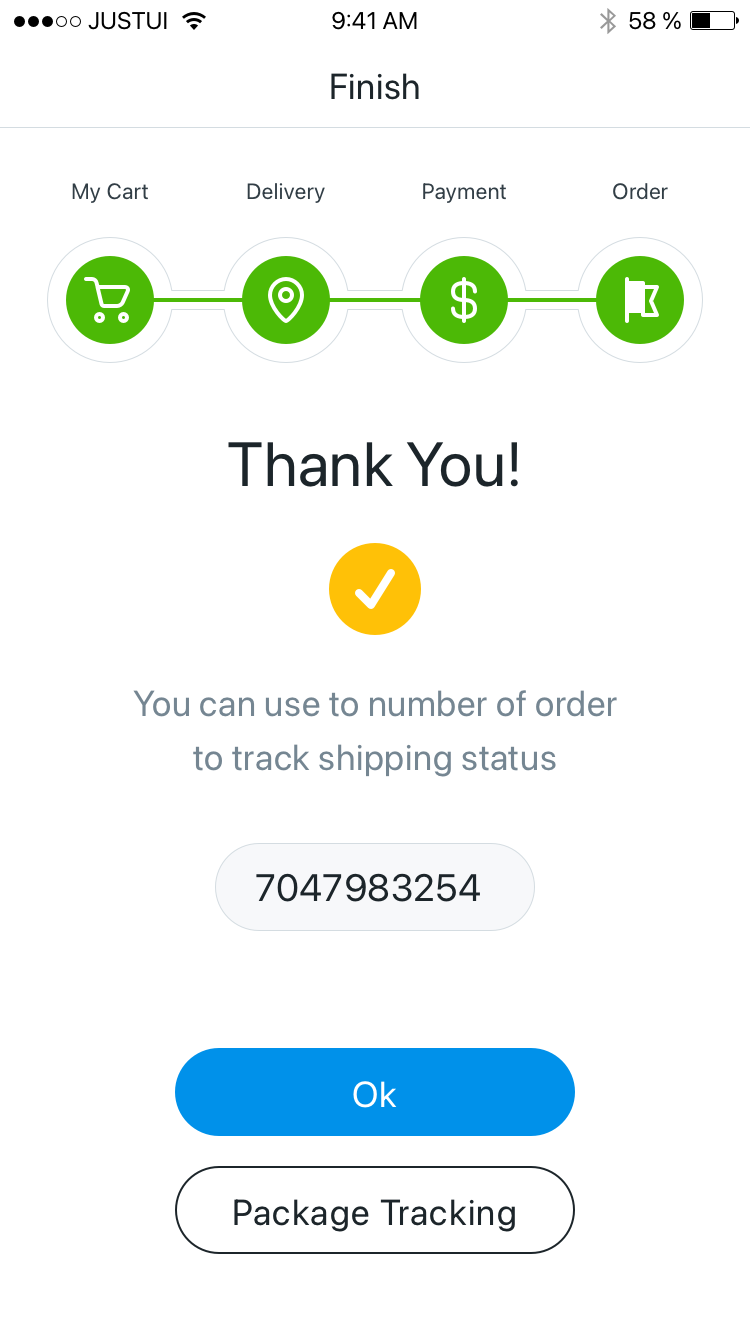 JUSTUI 9:41 AM 58 %
Finish
My Cart Delivery Payment Order
$
Thank You!
You can use to number of order
to track shipping status
7047983254
Ok
Package Tracking